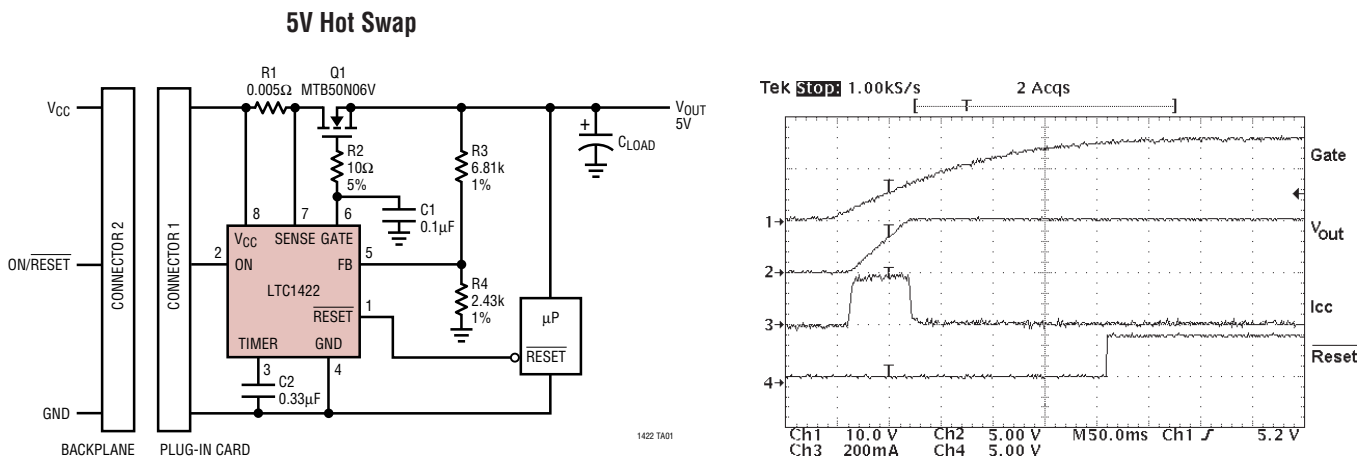 5V Hot Swap
R1
0.005Ω
Q1
MTB50N06V
VCC
VOUT
5V
+
CLOAD
R2
10Ω
5%
R3
6.81k
1%
C1
0.1µF
8
7
6
VCC
SENSE
GATE
2
ON
FB
5
ON/RESET
CONNECTOR 2
CONNECTOR 1
LTC1422
R4
2.43k
1%
RESET
1
µP
RESET
TIMER
GND
3
4
C2
0.33µF
GND
BACKPLANE
PLUG-IN CARD
1422 TA01
Tek Stop: 1.00kS/s 2 Acqs
[ T ]
Gate
T
1
Vout
T
2
T
Icc
3
Reset
T
4
Ch1 10.0 V Ch2 5.00 V M50.0ms Ch1 5.2 V
Ch3 200mA Ch4 5.00 V